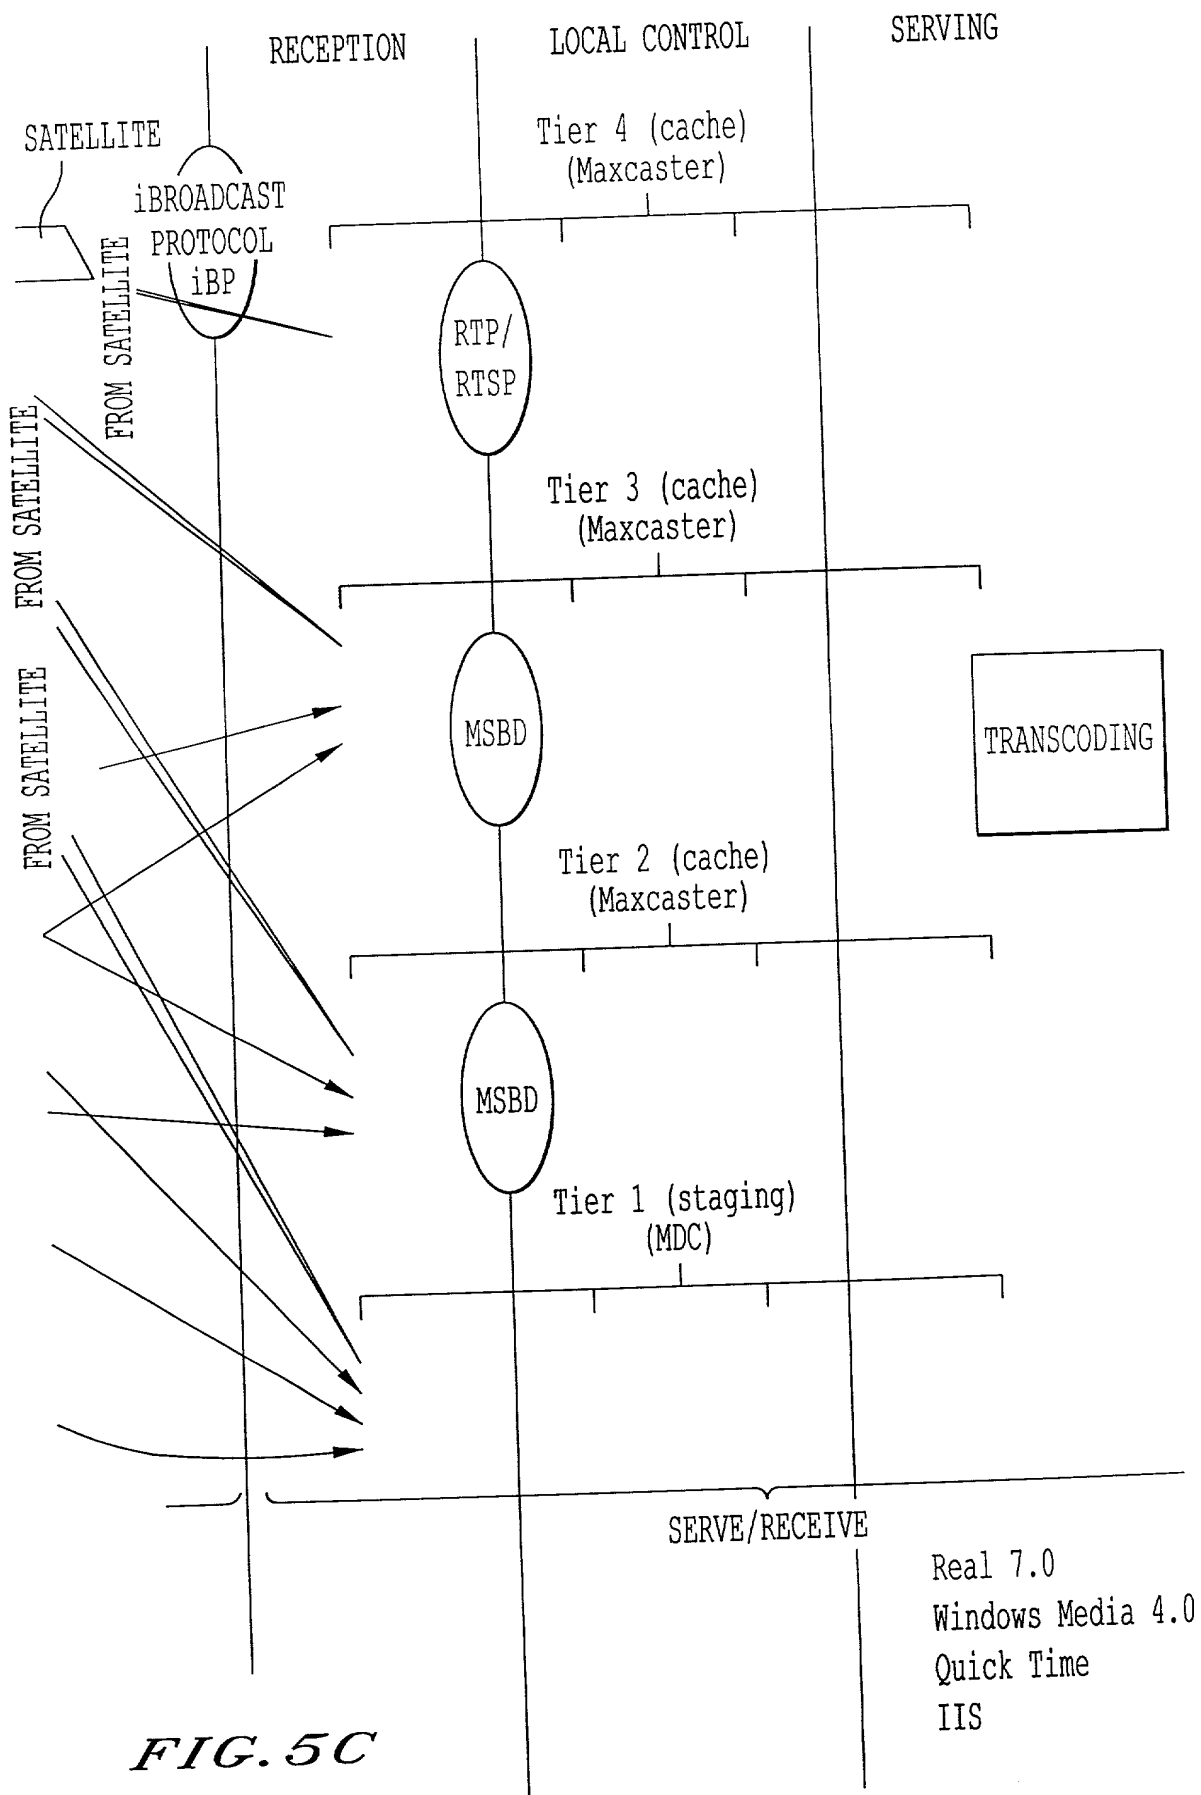 RECEPTION
LOCAL CONTROL
SERVING
SATELLITE
Tier 4 (cache)
(Maxcaster)
iBROADCAST
PROTOCOL
iBP
FROM SATELLITE
RTP/
RTSP
FROM SATELLITE
Tier 3 (cache)
(Maxcaster)
FROM SATELLITE
MSBD
TRANSCODING
Tier 2 (cache)
(Maxcaster)
MSBD
Tier 1 (staging)
(MDC)
SERVE/RECEIVE
Real 7.0
Windows Media 4.0
Quick Time
IIS
FIG. 5C